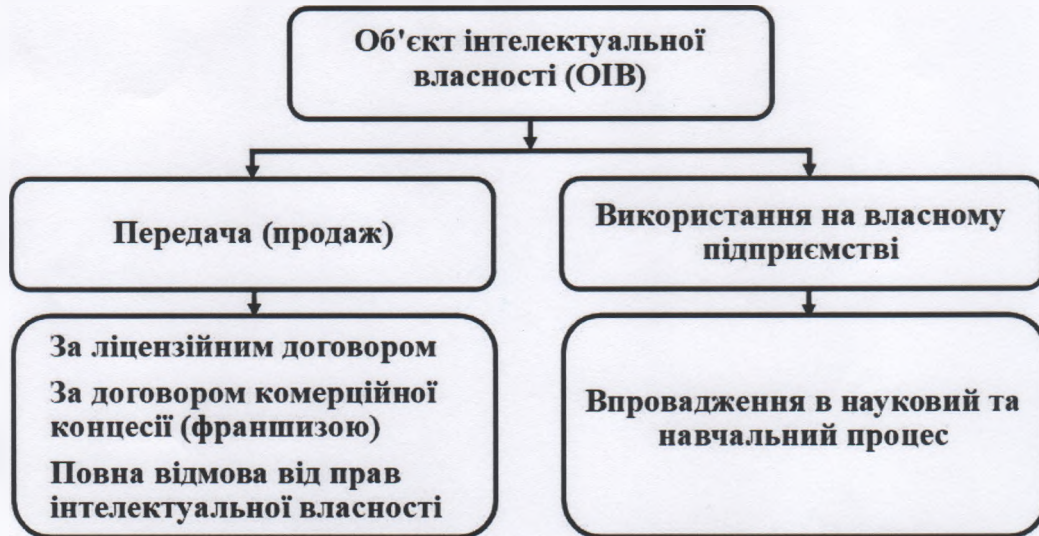 Об'єкт інтелектуальної
власності (ОІВ)
Передача (продаж)
Використання на власному
підприємстві
За ліцензійним договором
За договором комерційної
концесії (франшизою)
Повна відмова від прав
інтелектуальної власності
Впровадження в науковий та
навчальний процес